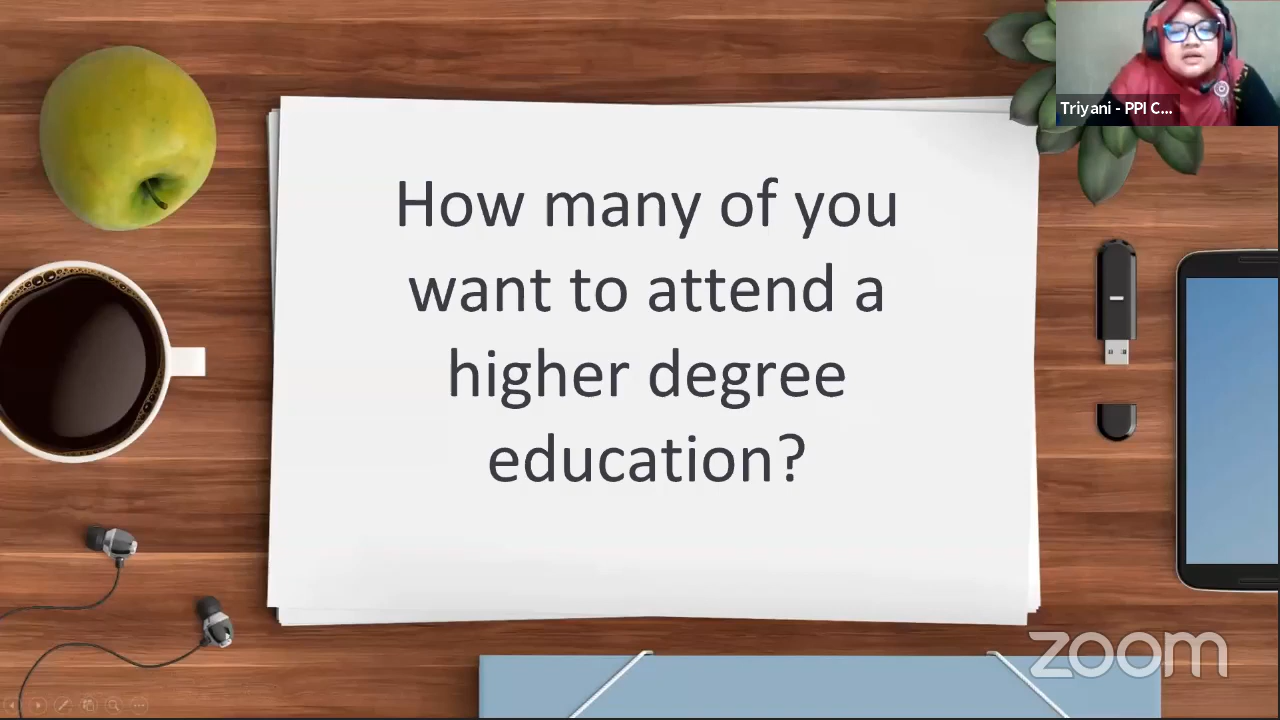 Triyani - PPI C...
How many of you
want to attend a
higher degree
education?
zoom